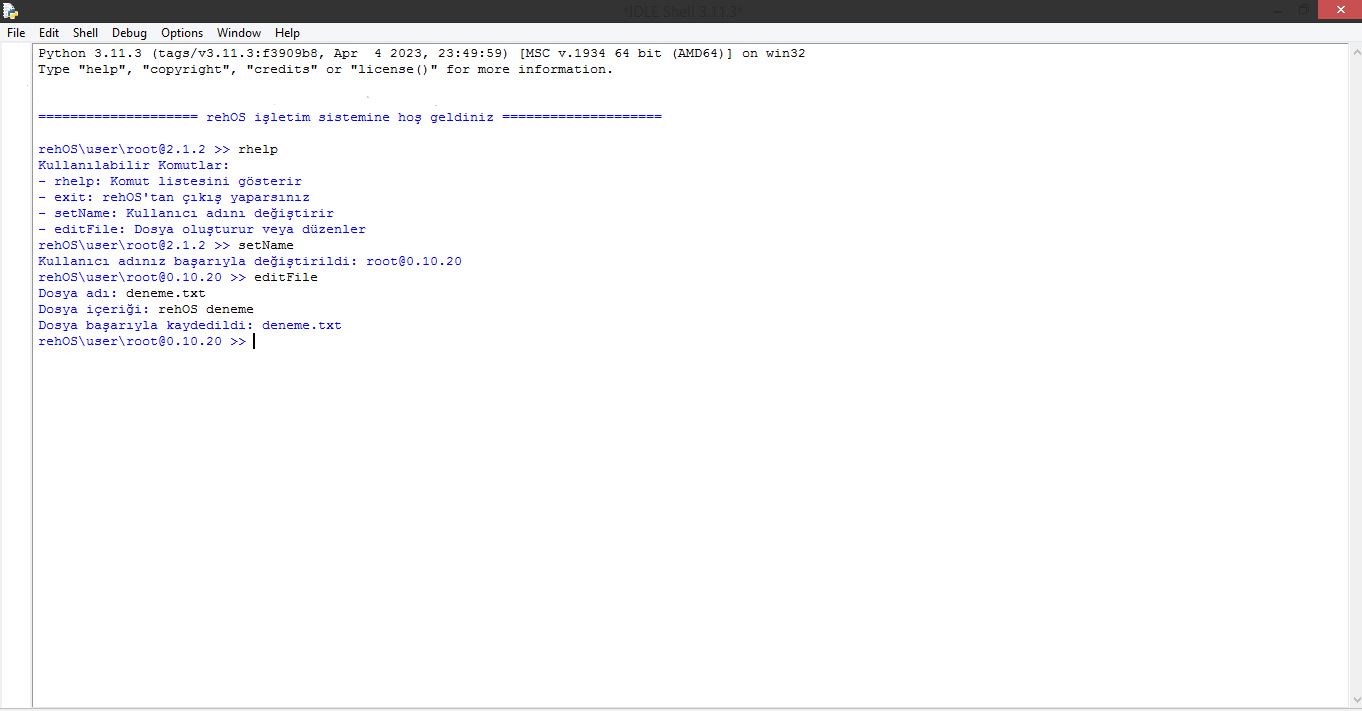 *IDLE Shell 3.11.3*
File Edit Shell Debug Options Window Help
Python 3.11.3 (tags/v3.11.3:f3909b8, Apr  4 2023, 23:49:59) [MSC v.1934 64 bit (AMD64)] on win32
Type "help", "copyright", "credits" or "license()" for more information.
==================== rehOS işletim sistemine hoş geldiniz ====================
rehOS\user\root@2.1.2 >> rhelp
Kullanılabilir Komutlar:
- rhelp: Komut listesini gösterir
- exit: rehOS'tan çıkış yaparsınız
- setName: Kullanıcı adını değiştirir
- editFile: Dosya oluşturur veya düzenler
rehOS\user\root@2.1.2 >> setName
Kullanıcı adınız başarıyla değiştirildi: root@0.10.20
rehOS\user\root@0.10.20 >> editFile
Dosya adı: deneme.txt
Dosya içeriği: rehOS deneme
Dosya başarıyla kaydedildi: deneme.txt
rehOS\user\root@0.10.20 >>